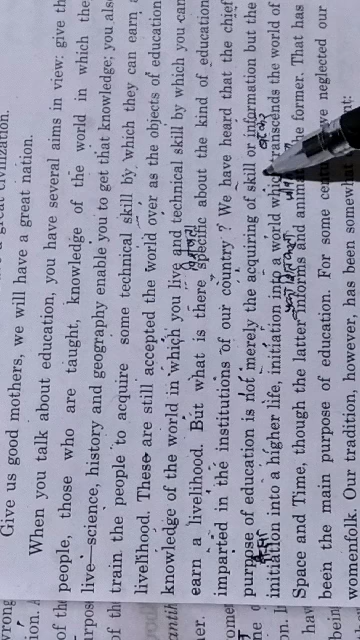 Give us good mothers, we will have a great nation.
When you talk about education, you have several aims in view: give th
people, those who are taught, knowledge of the world in which the
live—science, history and geography enable you to get that knowledge; you also
train the people to acquire some technical skill by which they can earn a
livelihood. These are still accepted the world over as the objects of education
knowledge of the world in which you live and technical skill by which you can
earn a livelihood. But what is there specific about the kind of education
imparted in the institutions of our country? We have heard that the chief
purpose of education is not merely the acquiring of skill or information but the
initiation into a higher life, initiation into a world which transcends the world of
Space and Time, though the latter informs and the former. That has
been the main purpose of education. For some neglected our
womenfolk. Our tradition, however, has been somewhat